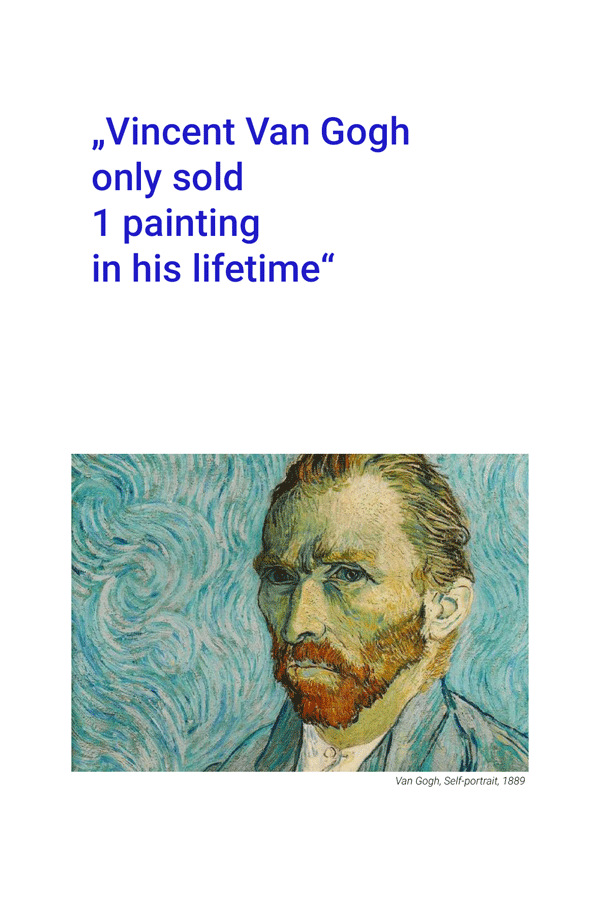 „Vincent Van Gogh
only sold
1 painting
in his lifetime“
Van Gogh, Self-portrait, 1889